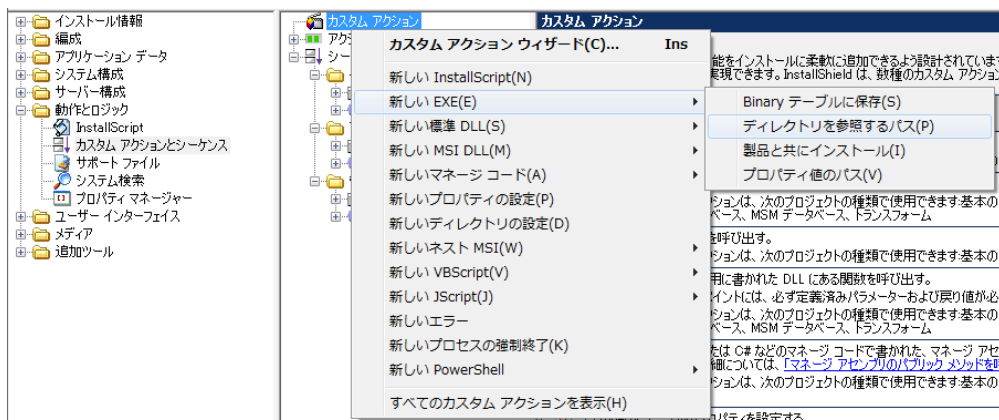 インストール情報
編成
アプリケーション データ
システム構成
サーバー構成
動作とロジック
InstallScript
カスタム アクションとシーケンス
サポート ファイル
システム検索
プロパティ マネージャー
ユーザー インターフェイス
メディア
追加ツール
カスタム アクション
シー
カスタム アクション ウィザード(C)... Ins
新しい InstallScript(N)
新しい EXE(E)
新しい標準 DLL(S)
新しい MSI DLL(M)
新しいマネージ コード(A)
新しいプロパティの設定(P)
新しいディレクトリの設定(D)
新しいネスト MSI(W)
新しい VBScript(V)
新しい JScript(J)
新しいエラー
新しいプロセスの強制終了(K)
新しい PowerShell
すべてのカスタム アクションを表示(H)
Binary テーブルに保存(S)
ディレクトリを参照するパス(P)
製品と共にインストール(I)
プロパティ値のパス(V)
カスタム アクション
能をインストールに柔軟に追加できるよう設計されていま
実現できます。InstallShield は、数種のカスタム アクショ
ションは、次のプロジェクトの種類で使用できます:基本の
ベース、MSM データベース、トランスフォーム
を呼び出す。
ションは、次のプロジェクトの種類で使用できます:基本の
用に書かれた DLL にある関数を呼び出す。
イントには、必ず定義済みパラメーターおよび戻り値が必
ションは、次のプロジェクトの種類で使用できます:基本の
ベース、MSM データベース、トランスフォーム
たは C# などのマネージ コードで書かれた、マネージ アセ
細については、「マネージ アセンブリのパブリック メソッドを
ションは、次のプロジェクトの種類で使用できます:基本の